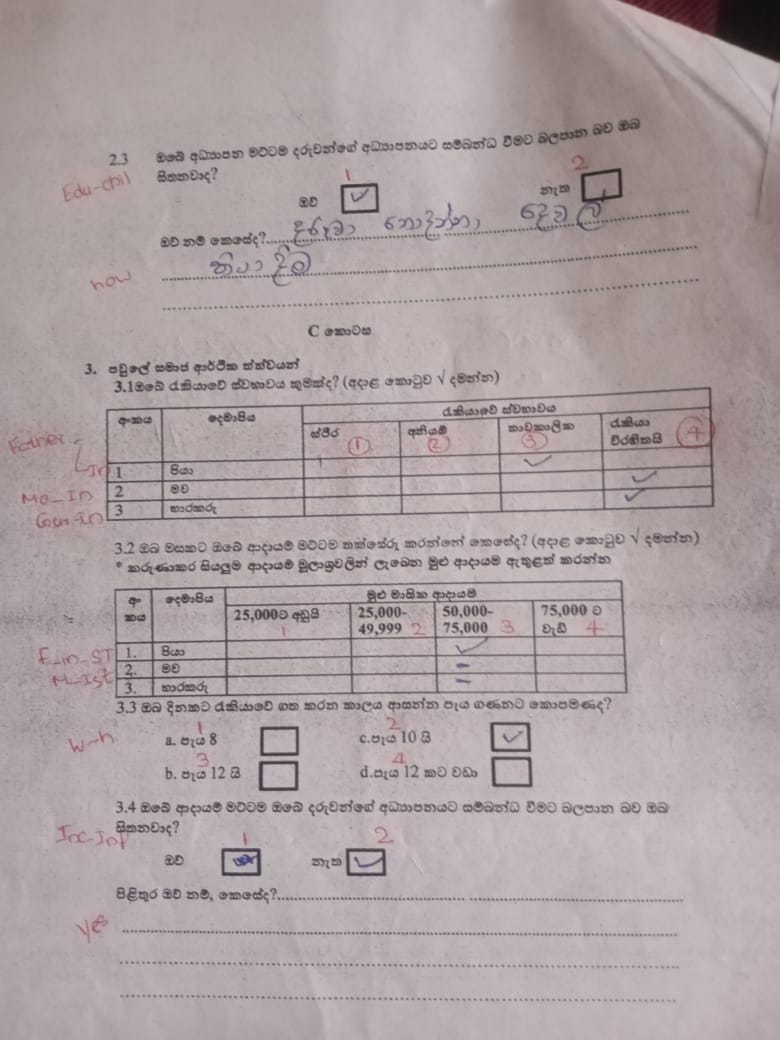 2.3 ඔබේ අධ්‍යාපන මට්ටම දරුවන්ගේ අධ්‍යාපනයට සම්බන්ධ වීමට බලපාන බව ඔබ
Edu-chil සිතනවාද?
1 2
ඔව් ✓ නැත
ඔව් නම් කෙසේද?.... දරුවා නොදන්නා දේවල්
how කියා දීම
C කොටස
3. පවුලේ සමාජ ආර්ථික තත්වයන්
3.1ඔබේ රැකියාවේ ස්වභාවය කුමක්ද? (අදාළ කොටුව √ දමන්න)
අංකය දෙමාපිය රැකියාවේ ස්වභාවය
ස්ථිර 1 අනියම් 2 තාවකාලික 3 රැකියා විරහිතයි 4
Father-In 1 පියා ✓
Mo-In 2 මව ✓
Gau-in 3 භාරකරු ✓
3.2 ඔබ මසකට ඔබේ ආදායම් මට්ටම තක්සේරු කරන්නේ කෙසේද? (අදාළ කොටුව √ දමන්න)
* කරුණාකර සියලුම ආදායම් මූලාශ්‍රවලින් ලැබෙන මුළු ආදායම ඇතුළත් කරන්න
අංකය දෙමාපිය මුළු මාසික ආදායම
25,000ට අඩුයි 1 25,000-49,999 2 50,000-75,000 3 75,000 ට වැඩි 4
F-in-ST 1. පියා ✓
M-Ist 2. මව –
3. භාරකරු –
3.3 ඔබ දිනකට රැකියාවේ ගත කරන කාලය ආසන්න පැය ගණනට කොපමණද?
1 2
W-h a. පැය 8 c.පැය 10 යි ✓
3 4
b. පැය 12 යි d.පැය 12 කට වඩා
3.4 ඔබේ ආදායම් මට්ටම ඔබේ දරුවන්ගේ අධ්‍යාපනයට සම්බන්ධ වීමට බලපාන බව ඔබ
Inc-Inf සිතනවාද?
1 2
ඔව් නැත ✓
පිළිතුර ඔව් නම්, කෙසේද?
yes